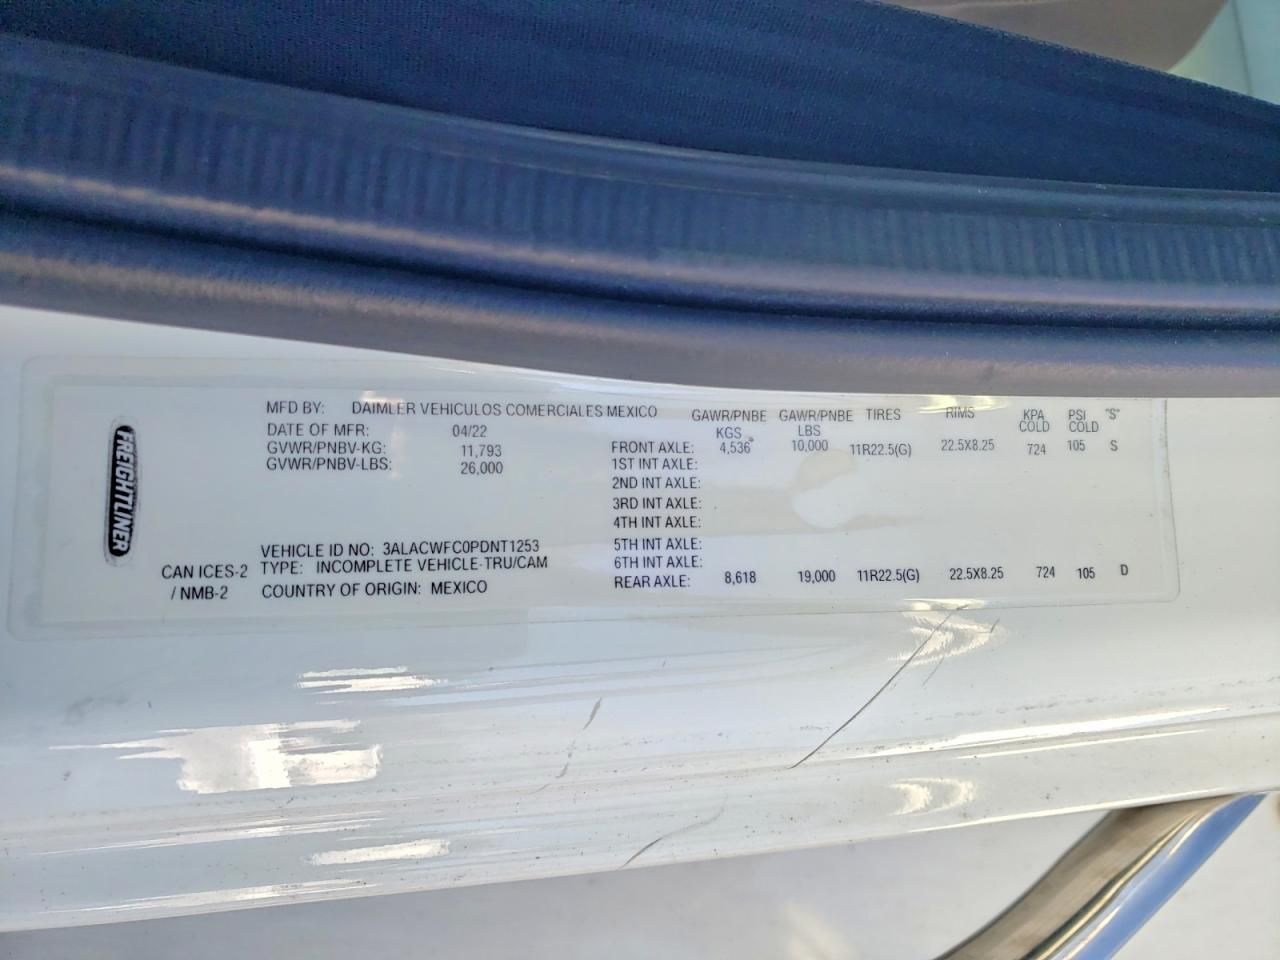 FREIGHTLINER
MFD BY: DAIMLER VEHICULOS COMERCIALES MEXICO
DATE OF MFR: 04/22
GVWR/PNBV-KG: 11,793
GVWR/PNBV-LBS: 26,000
VEHICLE ID NO: 3ALACWFC0PDNT1253
CAN ICES-2 TYPE: INCOMPLETE VEHICLE-TRU/CAM
/ NMB-2 COUNTRY OF ORIGIN: MEXICO
GAWR/PNBE GAWR/PNBE TIRES RIMS KPA PSI "S"
KGS LBS COLD COLD
FRONT AXLE: 4,536 10,000 11R22.5(G) 22.5X8.25 724 105 S
1ST INT AXLE:
2ND INT AXLE:
3RD INT AXLE:
4TH INT AXLE:
5TH INT AXLE:
6TH INT AXLE:
REAR AXLE: 8,618 19,000 11R22.5(G) 22.5X8.25 724 105 D